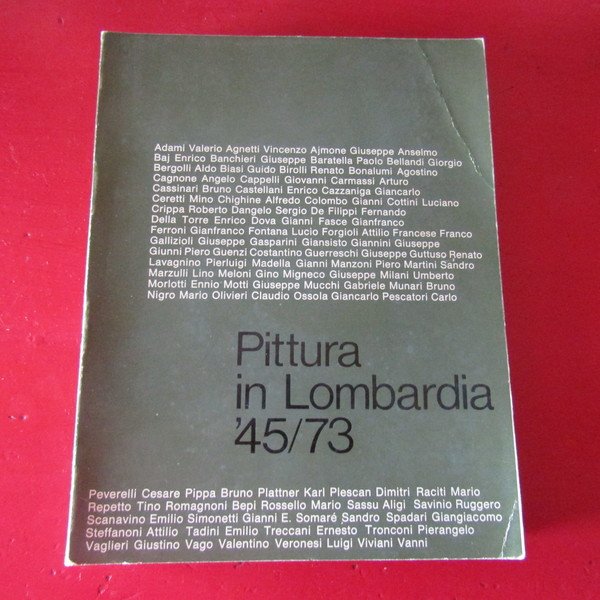 Adami Valerio Agnetti Vincenzo Ajmone Giuseppe Anselmo
Baj Enrico Banchieri Giuseppe Baratella Paolo Bellandi Giorgio
Bergolli Aldo Biasi Guido Birolli Renato Bonalumi Agostino
Cagnone Angelo Cappelli Giovanni Carmassi Arturo
Cassinari Bruno Castellani Enrico Cazzaniga Giancarlo
Ceretti Mino Chighine Alfredo Colombo Gianni Cottini Luciano
Crippa Roberto Dangelo Sergio De Filippi Fernando
Della Torre Enrico Dova Gianni Fasce Gianfranco
Ferroni Gianfranco Fontana Lucio Forgioli Attilio Francese Franco
Gallizioli Giuseppe Gasparini Giansisto Giannini Giuseppe
Giunni Piero Guenzi Costantino Guerreschi Giuseppe Guttuso Renato
Lavagnino Pierluigi Madella Gianni Manzoni Piero Martini Sandro
Marzulli Lino Meloni Gino Migneco Giuseppe Milani Umberto
Morlotti Ennio Motti Giuseppe Mucchi Gabriele Munari Bruno
Nigro Mario Olivieri Claudio Ossola Giancarlo Pescatori Carlo
Pittura
in Lombardia
'45/73
Peverelli Cesare Pippa Bruno Plattner Karl Plescan Dimitri Raciti Mario
Repetto Tino Romagnoni Bepi Rossello Mario Sassu Aligi Savinio Ruggero
Scanavino Emilio Simonetti Gianni E. Somaré Sandro Spadari Giangiacomo
Steffanoni Attilio Tadini Emilio Treccani Ernesto Tronconi Pierangelo
Vaglieri Giustino Vago Valentino Veronesi Luigi Viviani Vanni